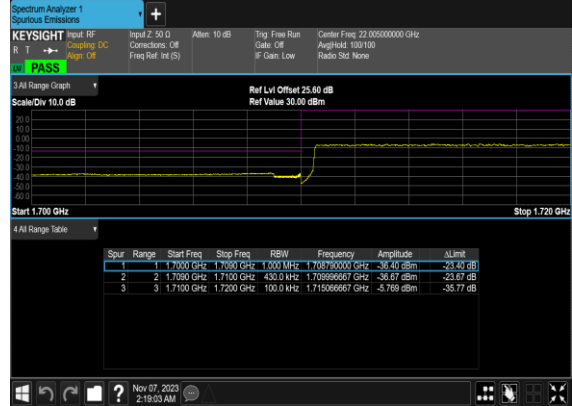 Spectrum Analyzer 1
Spurious Emissions
+
KEYSIGHT Input: RF Input Z: 50 Ω Atten: 10 dB Trig: Free Run Center Freq: 22.005000000 GHz
R T Coupling: DC Corrections: Off Gate: Off Avg|Hold: 100/100
Align: Off Freq Ref: Int (S) IF Gain: Low Radio Std: None
LW PASS
3 All Range Graph
Ref Lvl Offset 25.60 dB
Scale/Div 10.0 dB Ref Value 30.00 dBm
20.0
10.0
0.00
-10.0
-20.0
-30.0
-40.0
-50.0
-60.0
Start 1.700 GHz Stop 1.720 GHz
4 All Range Table
Spur Range Start Freq Stop Freq RBW Frequency Amplitude ΔLimit
1 1 1.7000 GHz 1.7090 GHz 1.000 MHz 1.708790000 GHz -36.40 dBm -23.40 dB
2 2 1.7090 GHz 1.7100 GHz 430.0 kHz 1.709996667 GHz -36.67 dBm -23.67 dB
3 3 1.7100 GHz 1.7200 GHz 100.0 kHz 1.715066667 GHz -5.769 dBm -35.77 dB
? Nov 07, 2023
2:19:03 AM